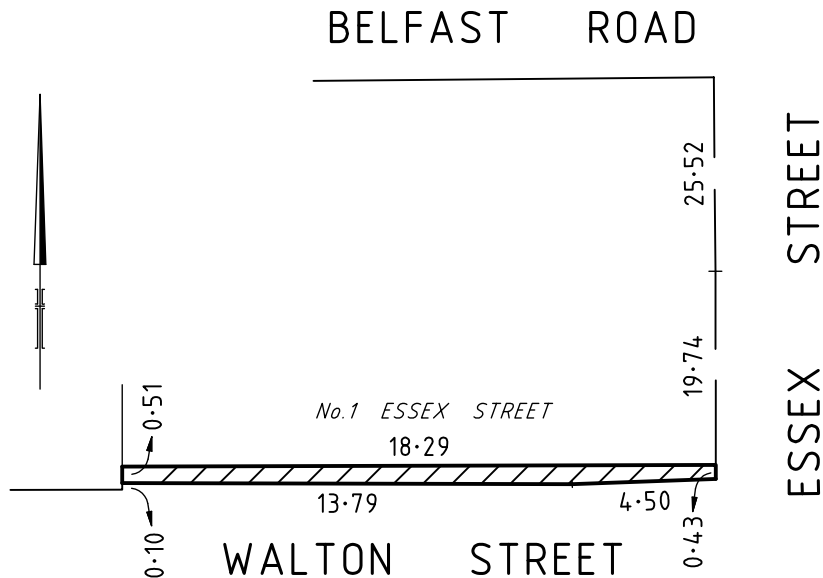 BELFAST ROAD
25·52
ESSEX STREET
19·74
0·51
No.1 ESSEX STREET
18·29
13·79
4·50
0·43
0·10
WALTON STREET